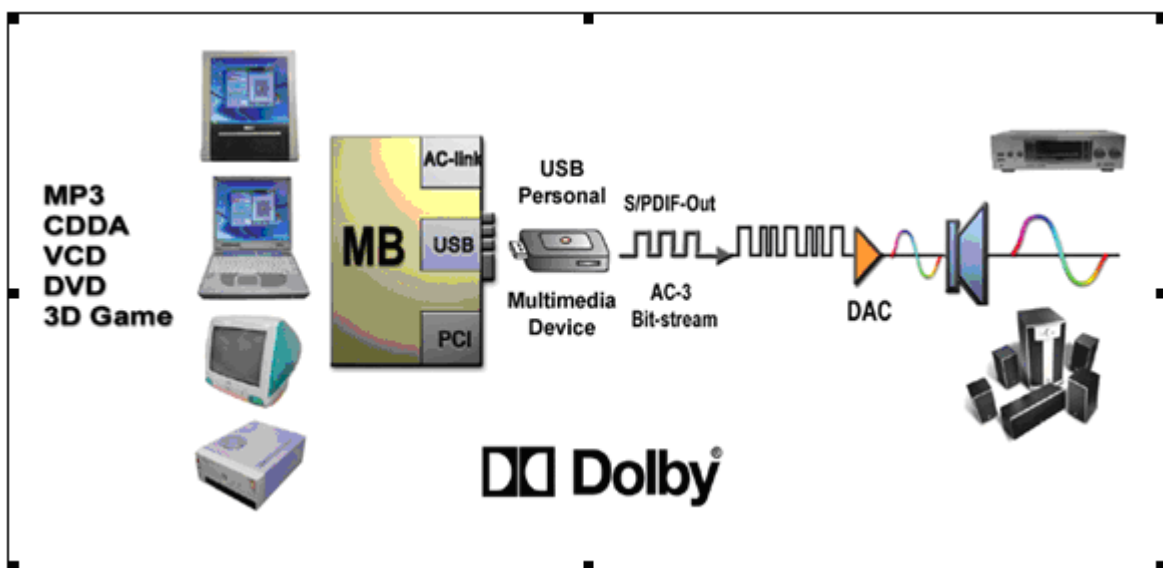 MP3
CDDA
VCD
DVD
3D Game
MB
AC-link
USB
PCI
USB
Personal
Multimedia
Device
S/PDIF-Out
AC-3
Bit-stream
DAC
Dolby®